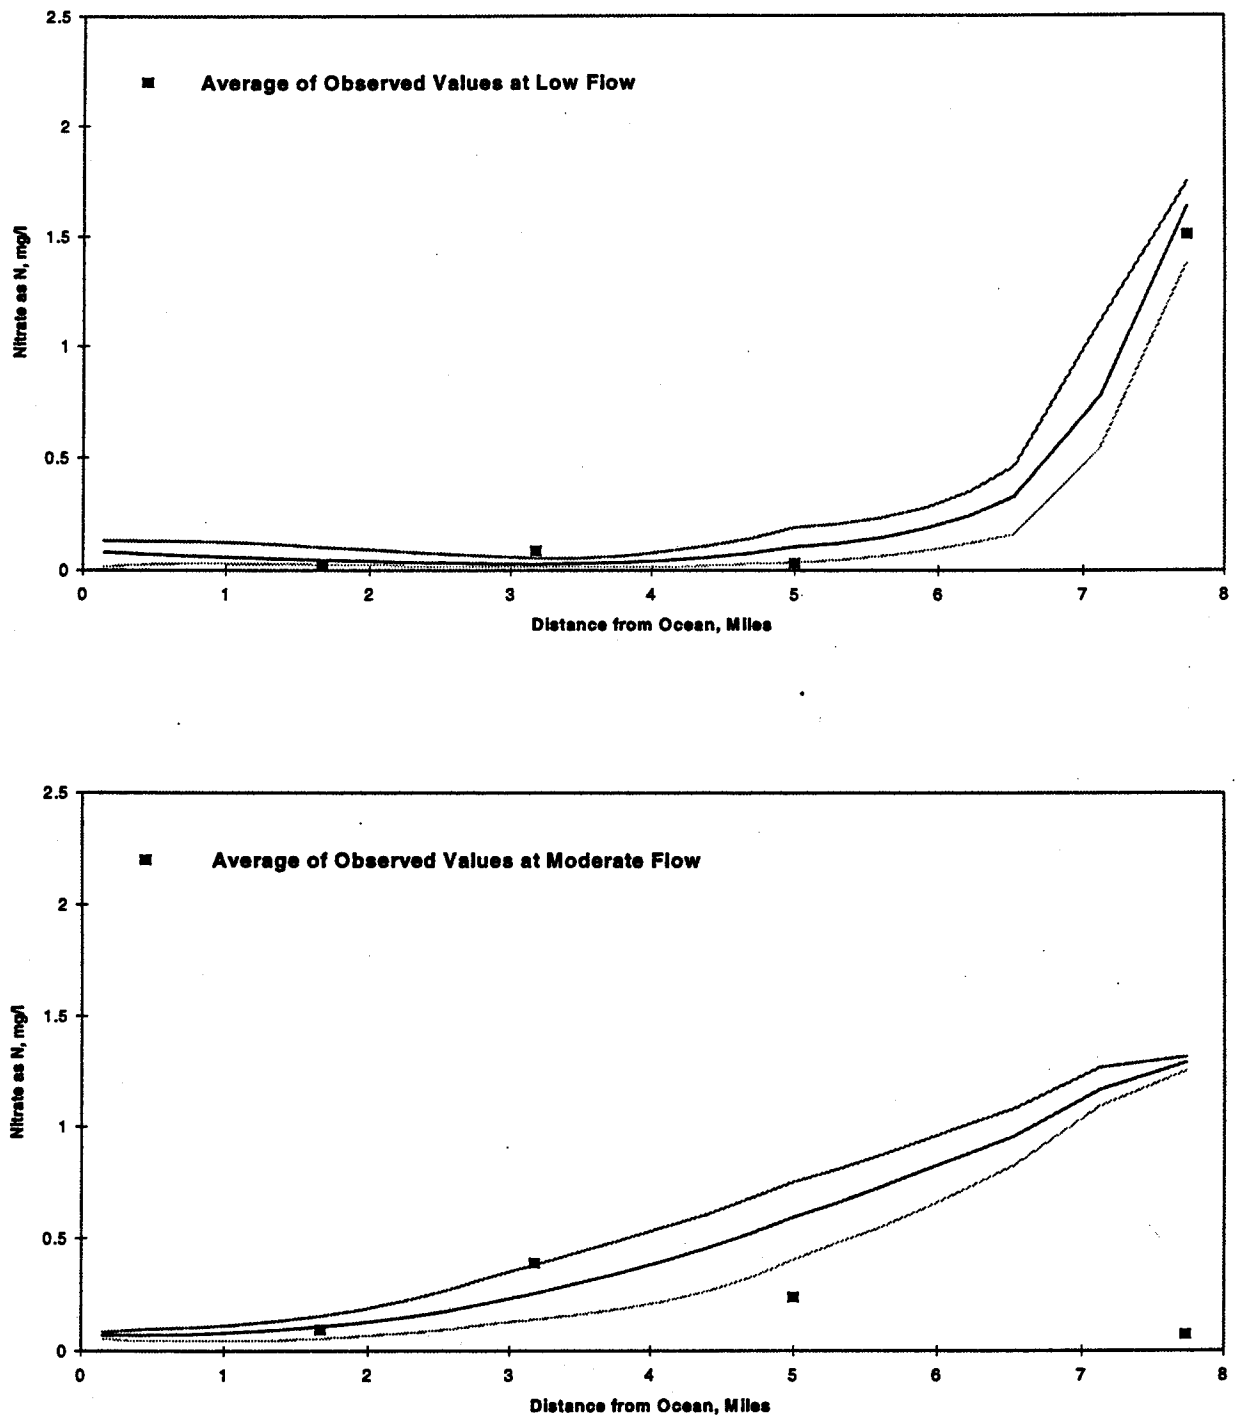 2.5
Average of Observed Values at Low Flow
2
1.5
Nitrate as N, mg/l
1
0.5
0
0 1 2 3 4 5 6 7 8
Distance from Ocean, Miles
2.5
Average of Observed Values at Moderate Flow
2
1.5
Nitrate as N, mg/l
1
0.5
0
0 1 2 3 4 5 6 7 8
Distance from Ocean, Miles